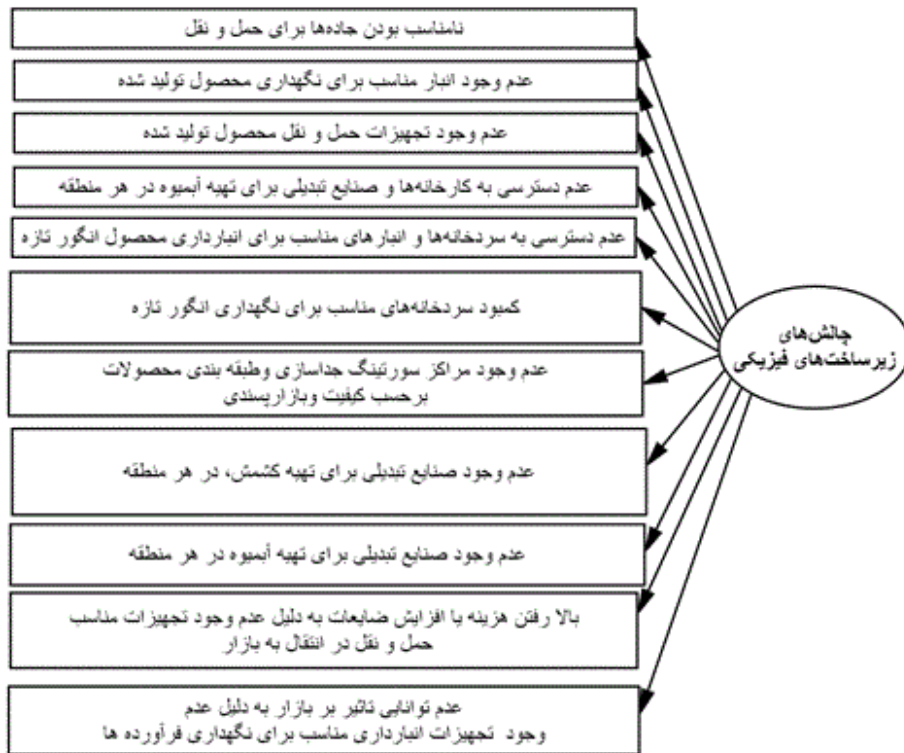 نامناسب بودن جاده‌ها برای حمل و نقل
عدم وجود انبار مناسب برای نگهداری محصول تولید شده
عدم وجود تجهیزات حمل و نقل محصول تولید شده
عدم دسترسی به کارخانه‌ها و صنایع تبدیلی برای تهیه آبمیوه در هر منطقه
عدم دسترسی به سردخانه‌ها و انبارهای مناسب برای انبارداری محصول انگور تازه
کمبود سردخانه‌های مناسب برای نگهداری انگور تازه
عدم وجود مراکز سورتینگ جداسازی وطبقه بندی محصولات
برحسب کیفیت وبازارپسندی
عدم وجود صنایع تبدیلی برای تهیه کشمش، در هر منطقه
عدم وجود صنایع تبدیلی برای تهیه آبمیوه در هر منطقه
بالا رفتن هزینه یا افزایش ضایعات به دلیل عدم وجود تجهیزات مناسب
حمل و نقل در انتقال به بازار
عدم توانایی تاثیر بر بازار به دلیل عدم
وجود تجهیزات انبارداری مناسب برای نگهداری فرآورده ها
چالش‌های
زیرساخت‌های فیزیکی